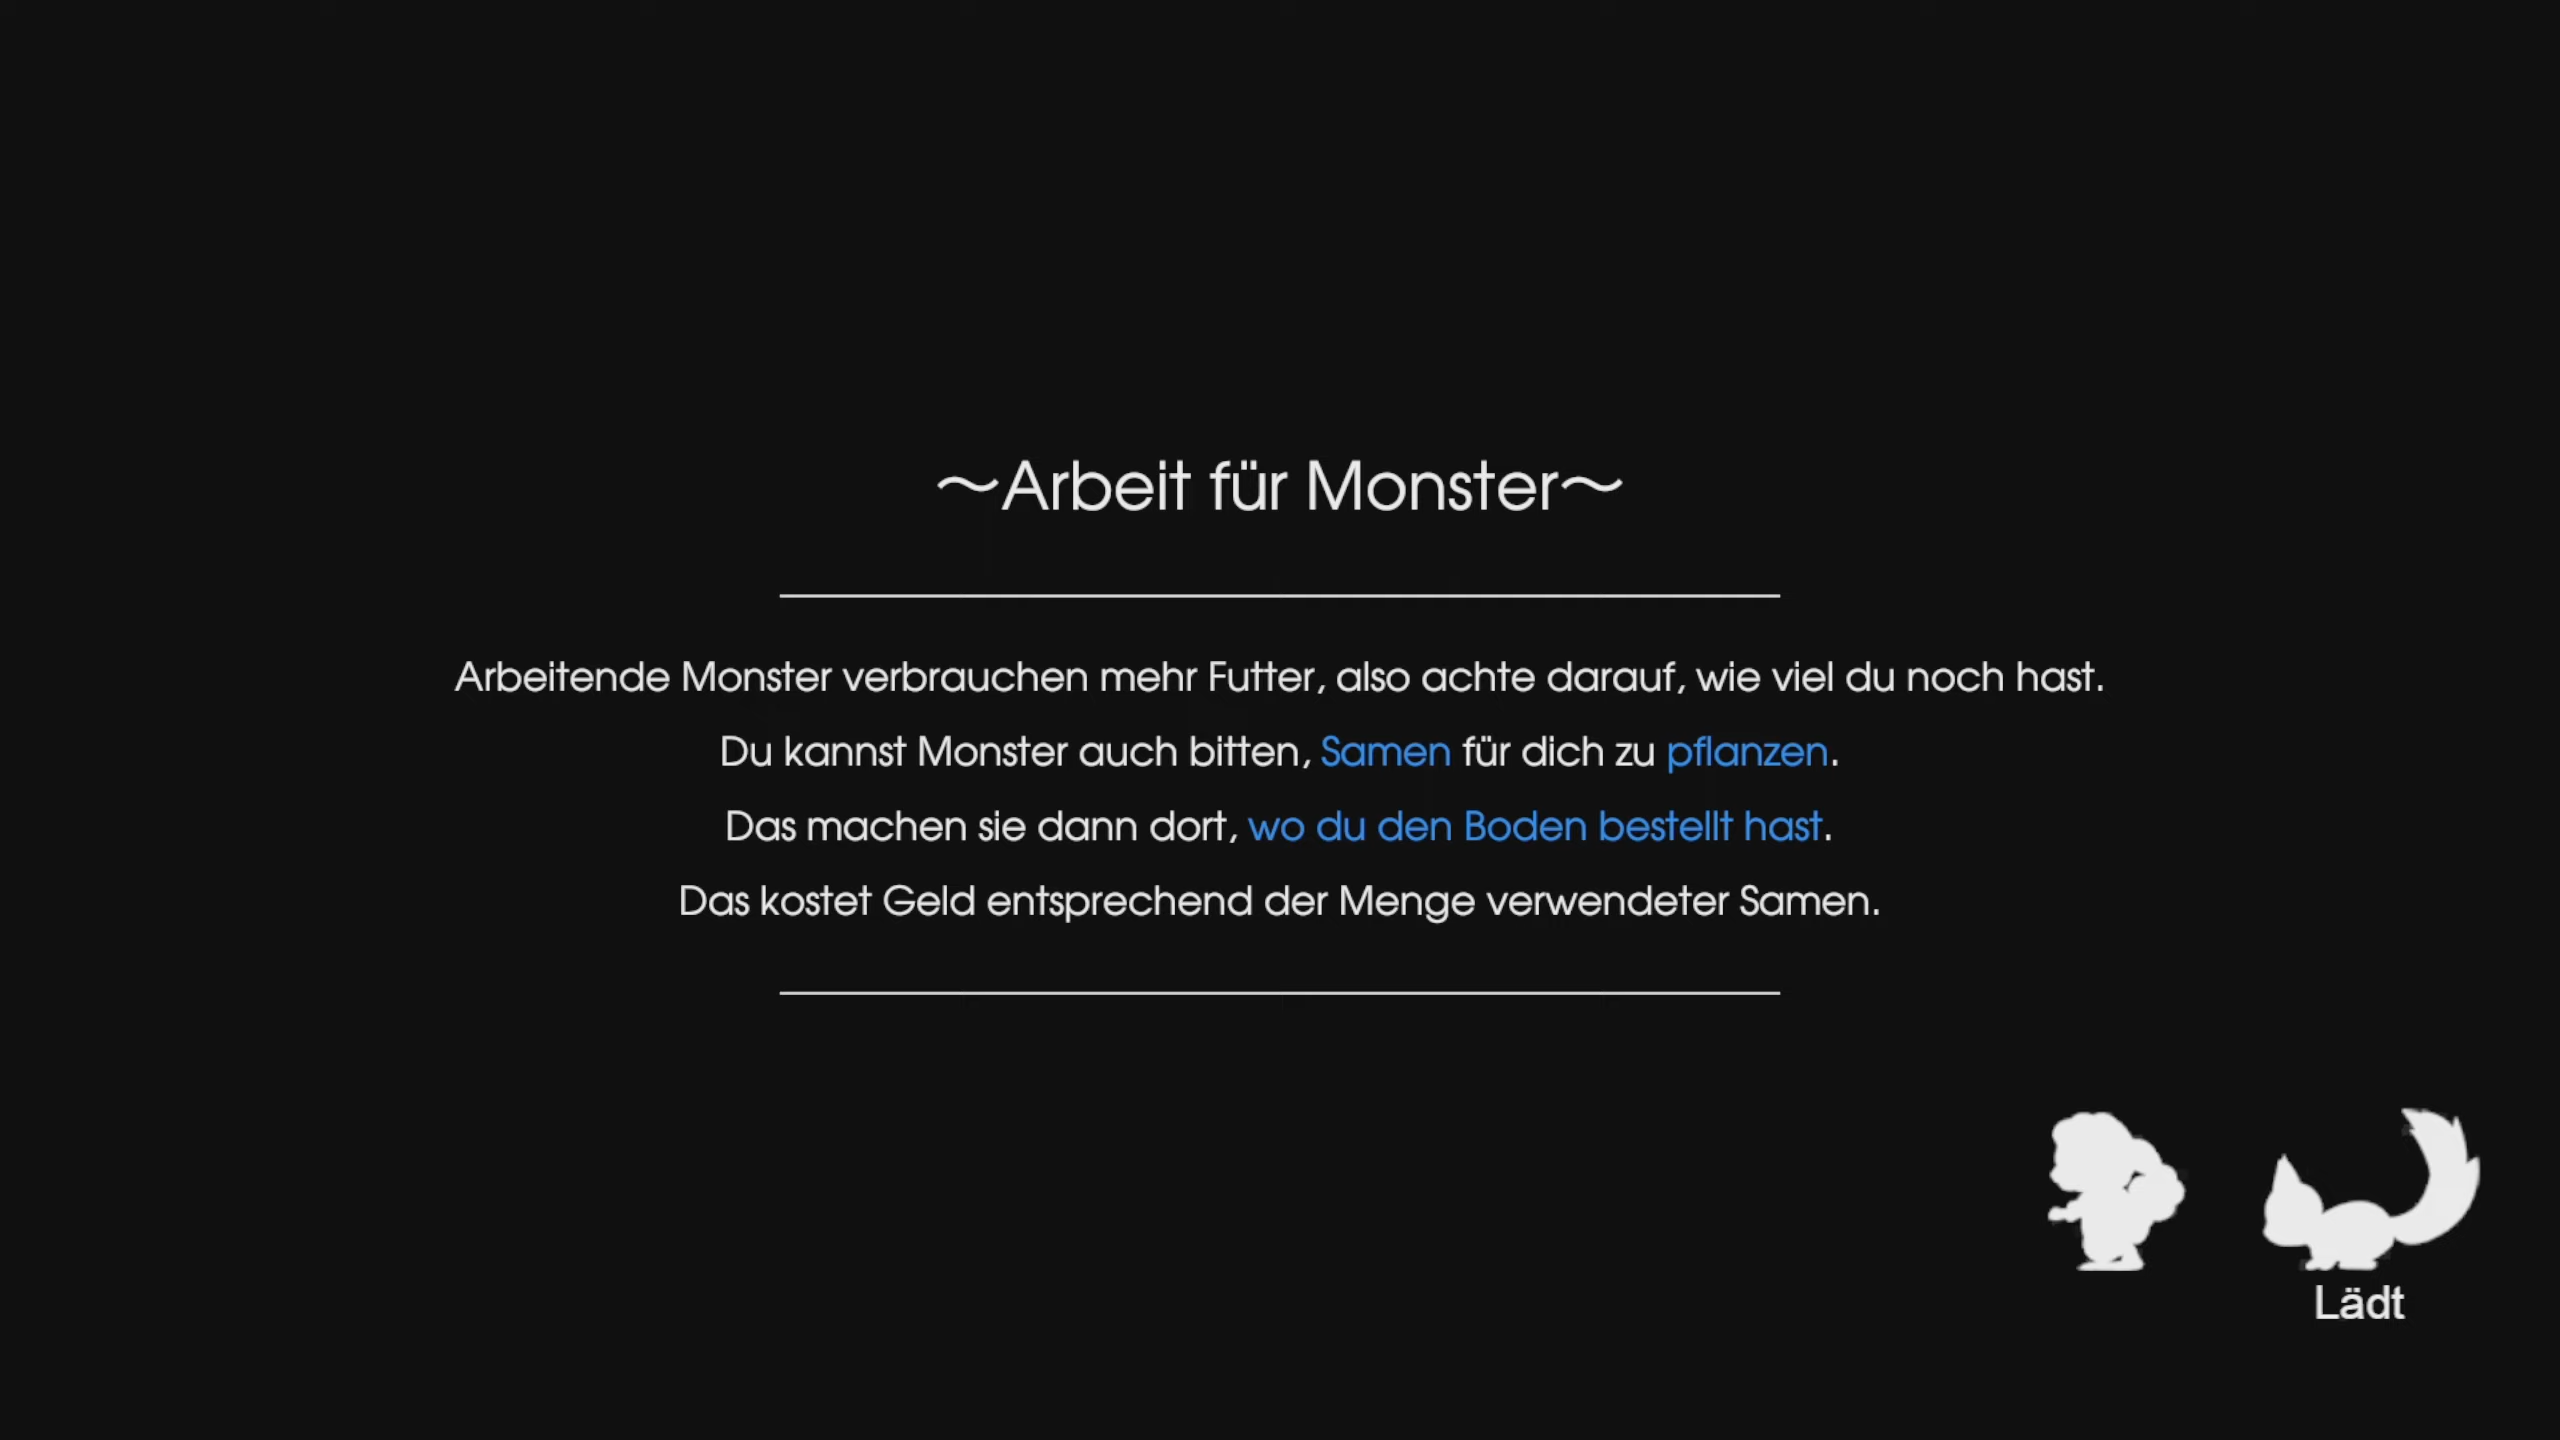 ～Arbeit für Monster～
Arbeitende Monster verbrauchen mehr Futter, also achte darauf, wie viel du noch hast.
Du kannst Monster auch bitten, Samen für dich zu pflanzen.
Das machen sie dann dort, wo du den Boden bestellt hast.
Das kostet Geld entsprechend der Menge verwendeter Samen.
Lädt